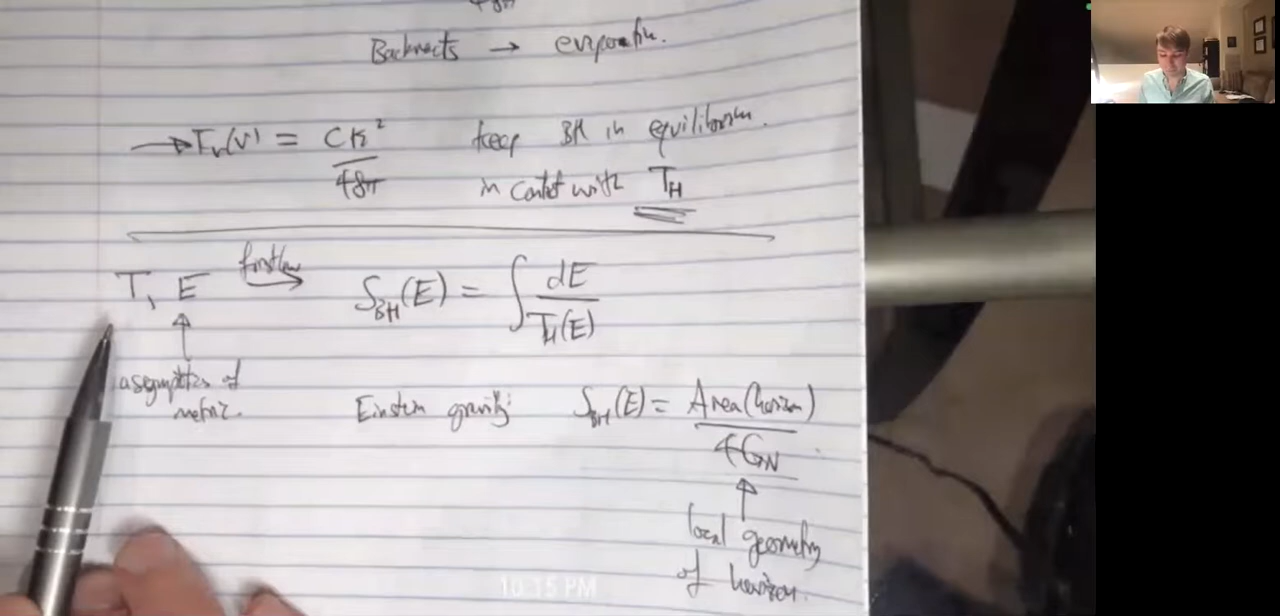 Backreacts → evaporation.
→ T_v(v) = CK² / 48π keep BH in equilibrium.
in contact with T_H
T, E first law → S_BH(E) = ∫ dE / T_H(E)
asymptotics of
metric.
Einstein gravity: S_BH(E) = Area(horizon) / 4G_N
local geometry
of horizon.
10:15 PM